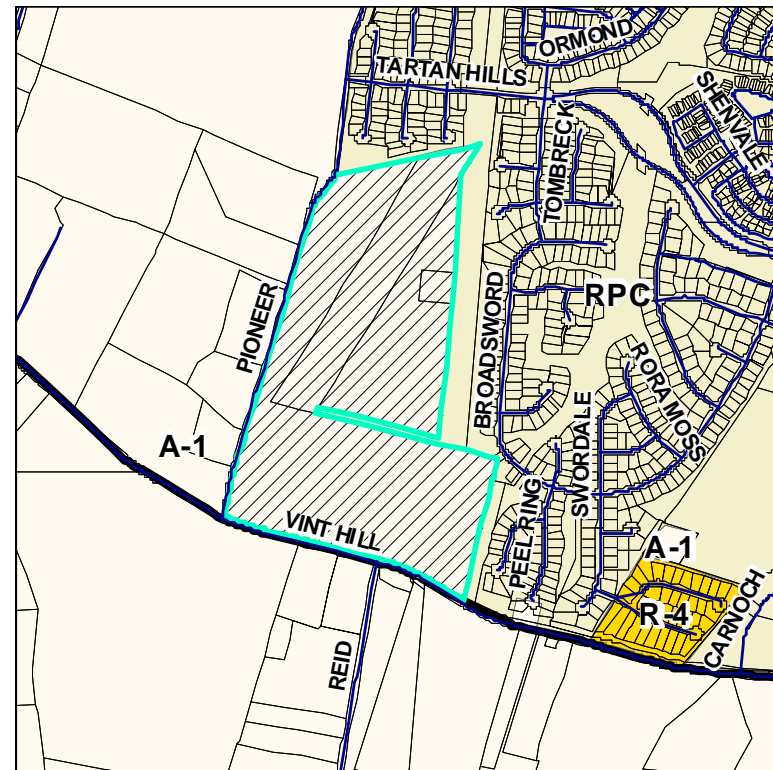 ORMOND
TARTAN HILLS
SHENVALE
TOMBRECK
PIONEER
BROADSWORD
RPC
RORA MOSS
SWORDALE
A-1
PEEL RING
VINT HILL
A-1
R-4
CARNOCH
REID